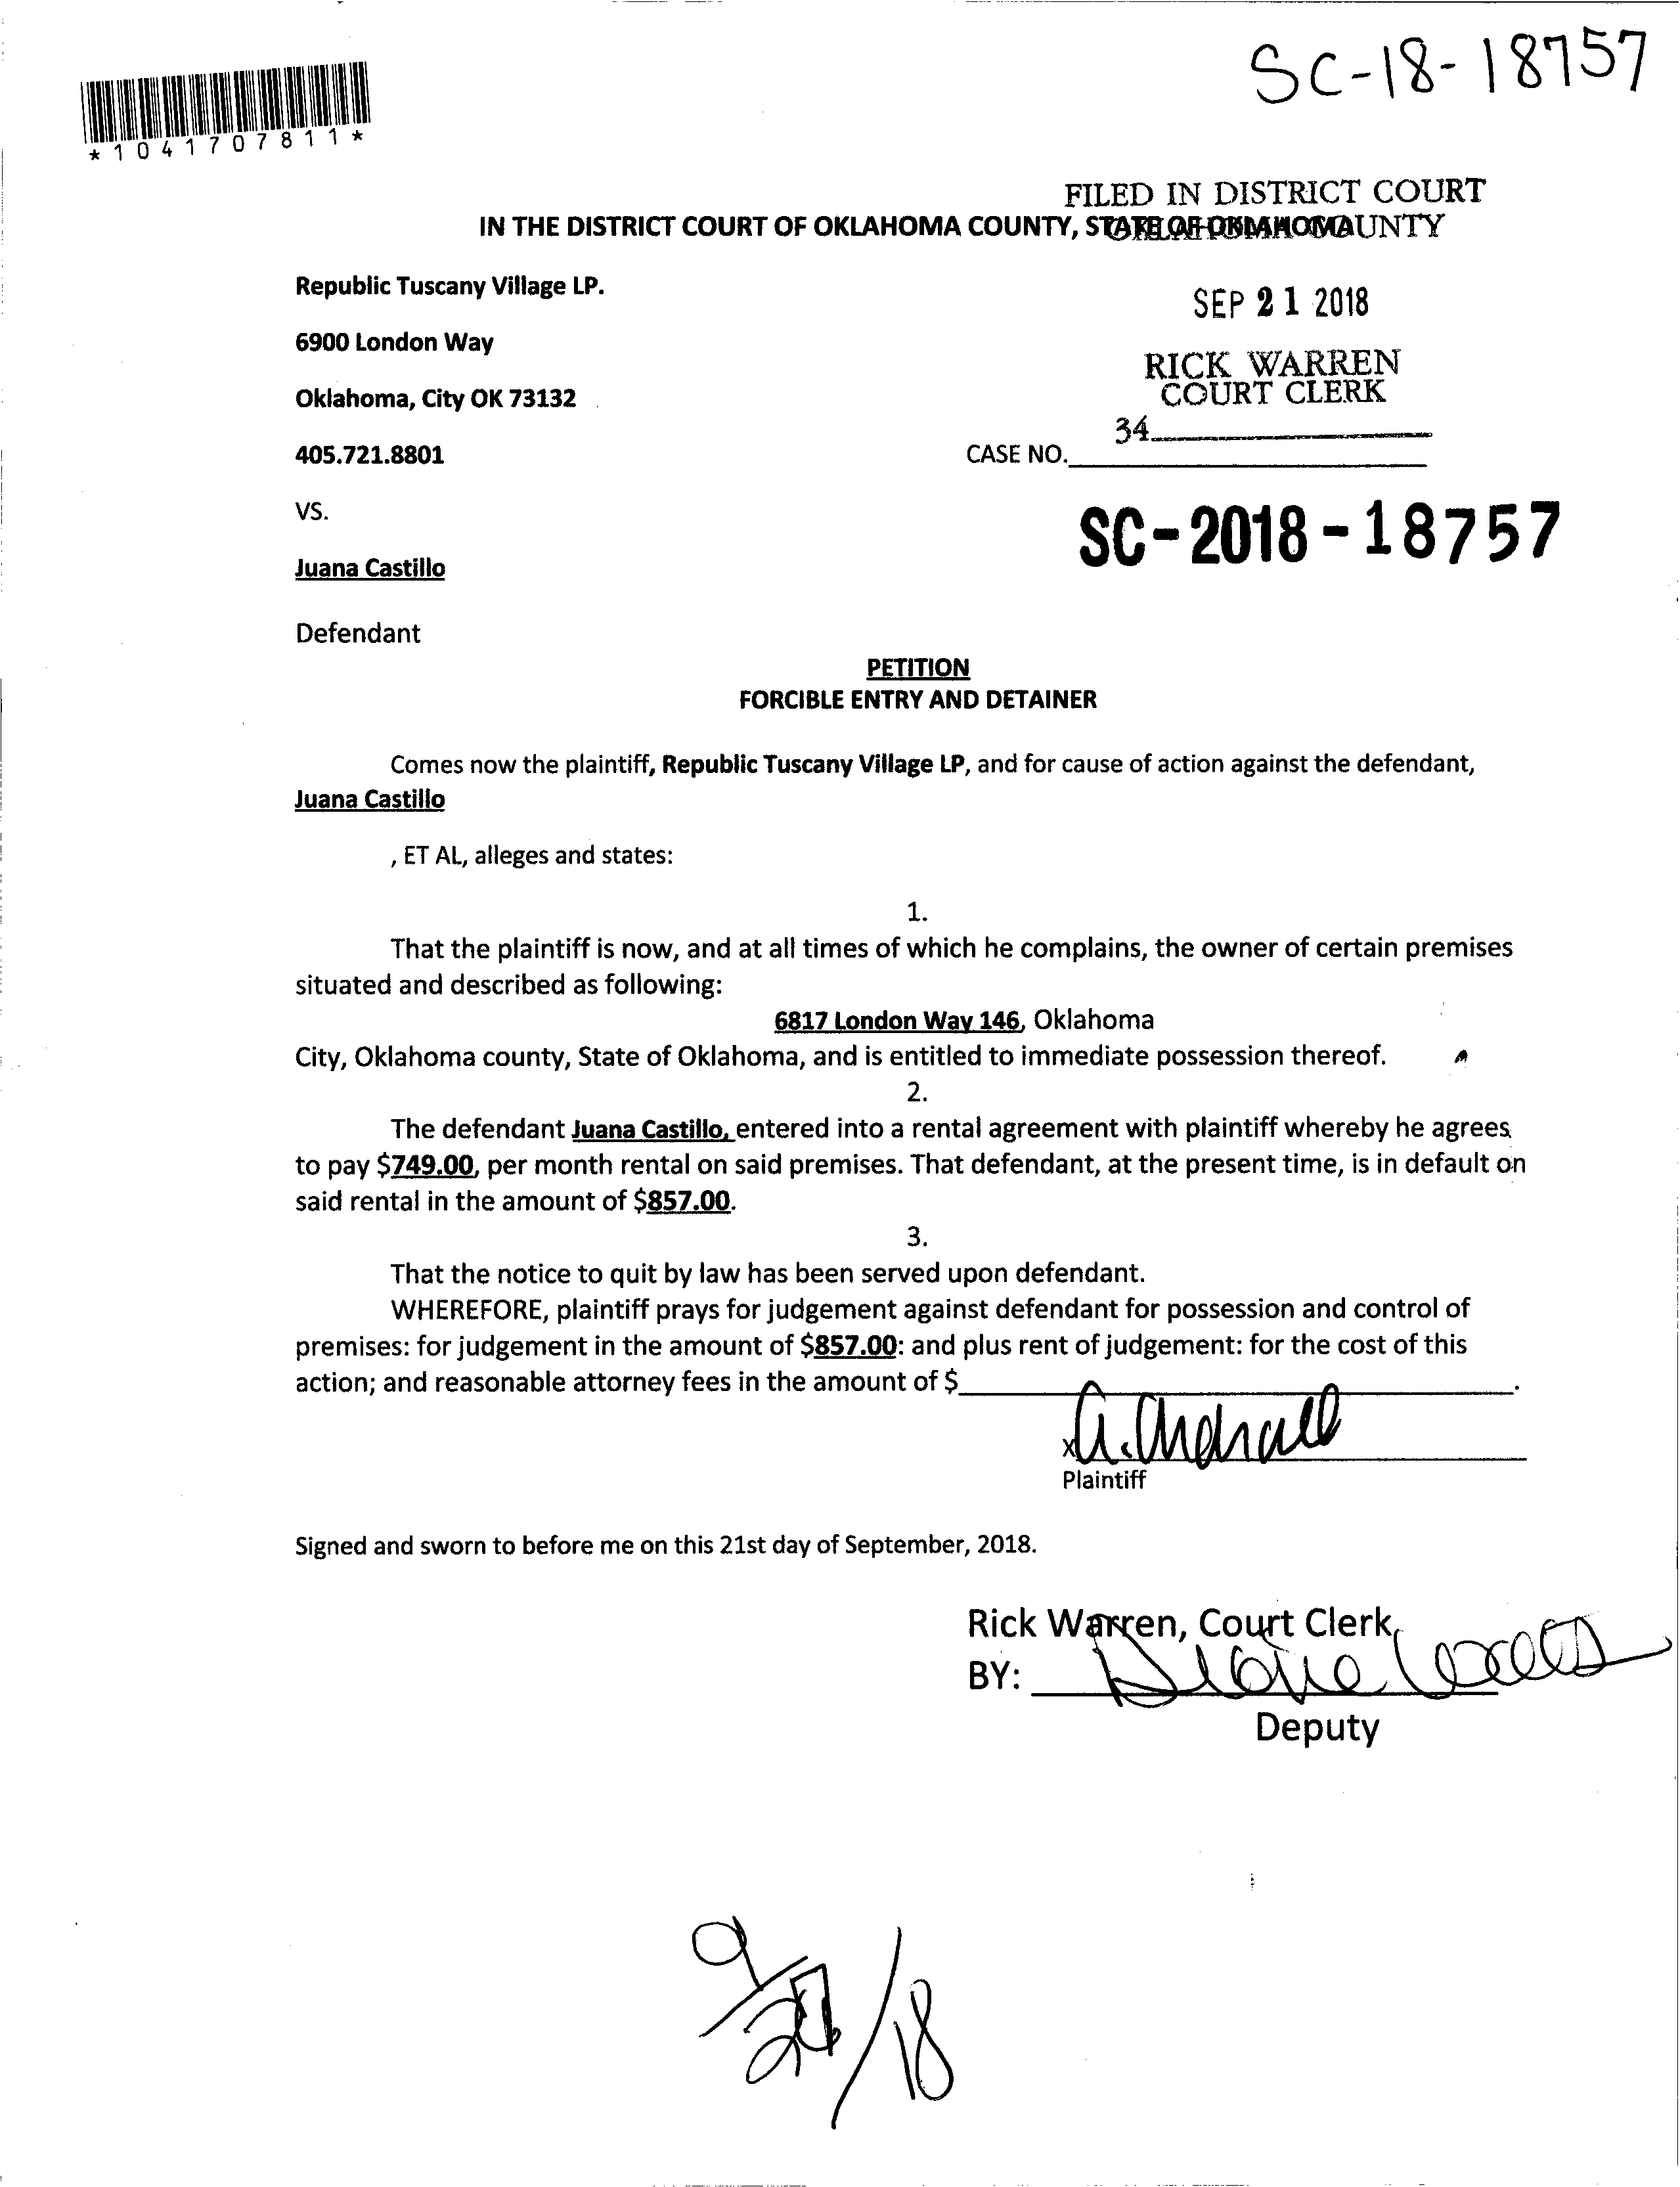 SC-18-18757
*1041707811*
FILED IN DISTRICT COURT
IN THE DISTRICT COURT OF OKLAHOMA COUNTY, STATE OF OKLAHOMA
Republic Tuscany Village LP.
SEP 21 2018
6900 London Way
RICK WARREN
COURT CLERK
Oklahoma, City OK 73132
34
405.721.8801
CASE NO.
VS.
SC-2018-18757
Juana Castillo
Defendant
PETITION
FORCIBLE ENTRY AND DETAINER
Comes now the plaintiff, Republic Tuscany Village LP, and for cause of action against the defendant,
Juana Castillo
, ET AL, alleges and states:
1.
That the plaintiff is now, and at all times of which he complains, the owner of certain premises
situated and described as following:
6817 London Way 146, Oklahoma
City, Oklahoma county, State of Oklahoma, and is entitled to immediate possession thereof.
2.
The defendant Juana Castillo, entered into a rental agreement with plaintiff whereby he agrees
to pay $749.00, per month rental on said premises. That defendant, at the present time, is in default on
said rental in the amount of $857.00.
3.
That the notice to quit by law has been served upon defendant.
WHEREFORE, plaintiff prays for judgement against defendant for possession and control of
premises: for judgement in the amount of $857.00: and plus rent of judgement: for the cost of this
action; and reasonable attorney fees in the amount of $ .
x
Plaintiff
Signed and sworn to before me on this 21st day of September, 2018.
Rick Warren, Court Clerk
BY:
Deputy